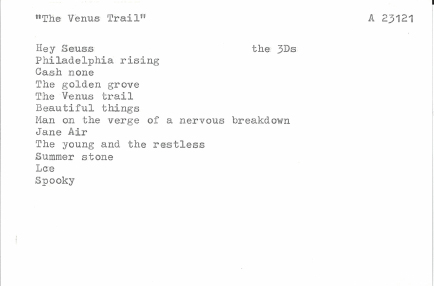 "The Venus Trail" A 23121
Hey Seuss the 3Ds
Philadelphia rising
Cash none
The golden grove
The Venus trail
Beautiful things
Man on the verge of a nervous breakdown
Jane Air
The young and the restless
Summer stone
Lce
Spooky